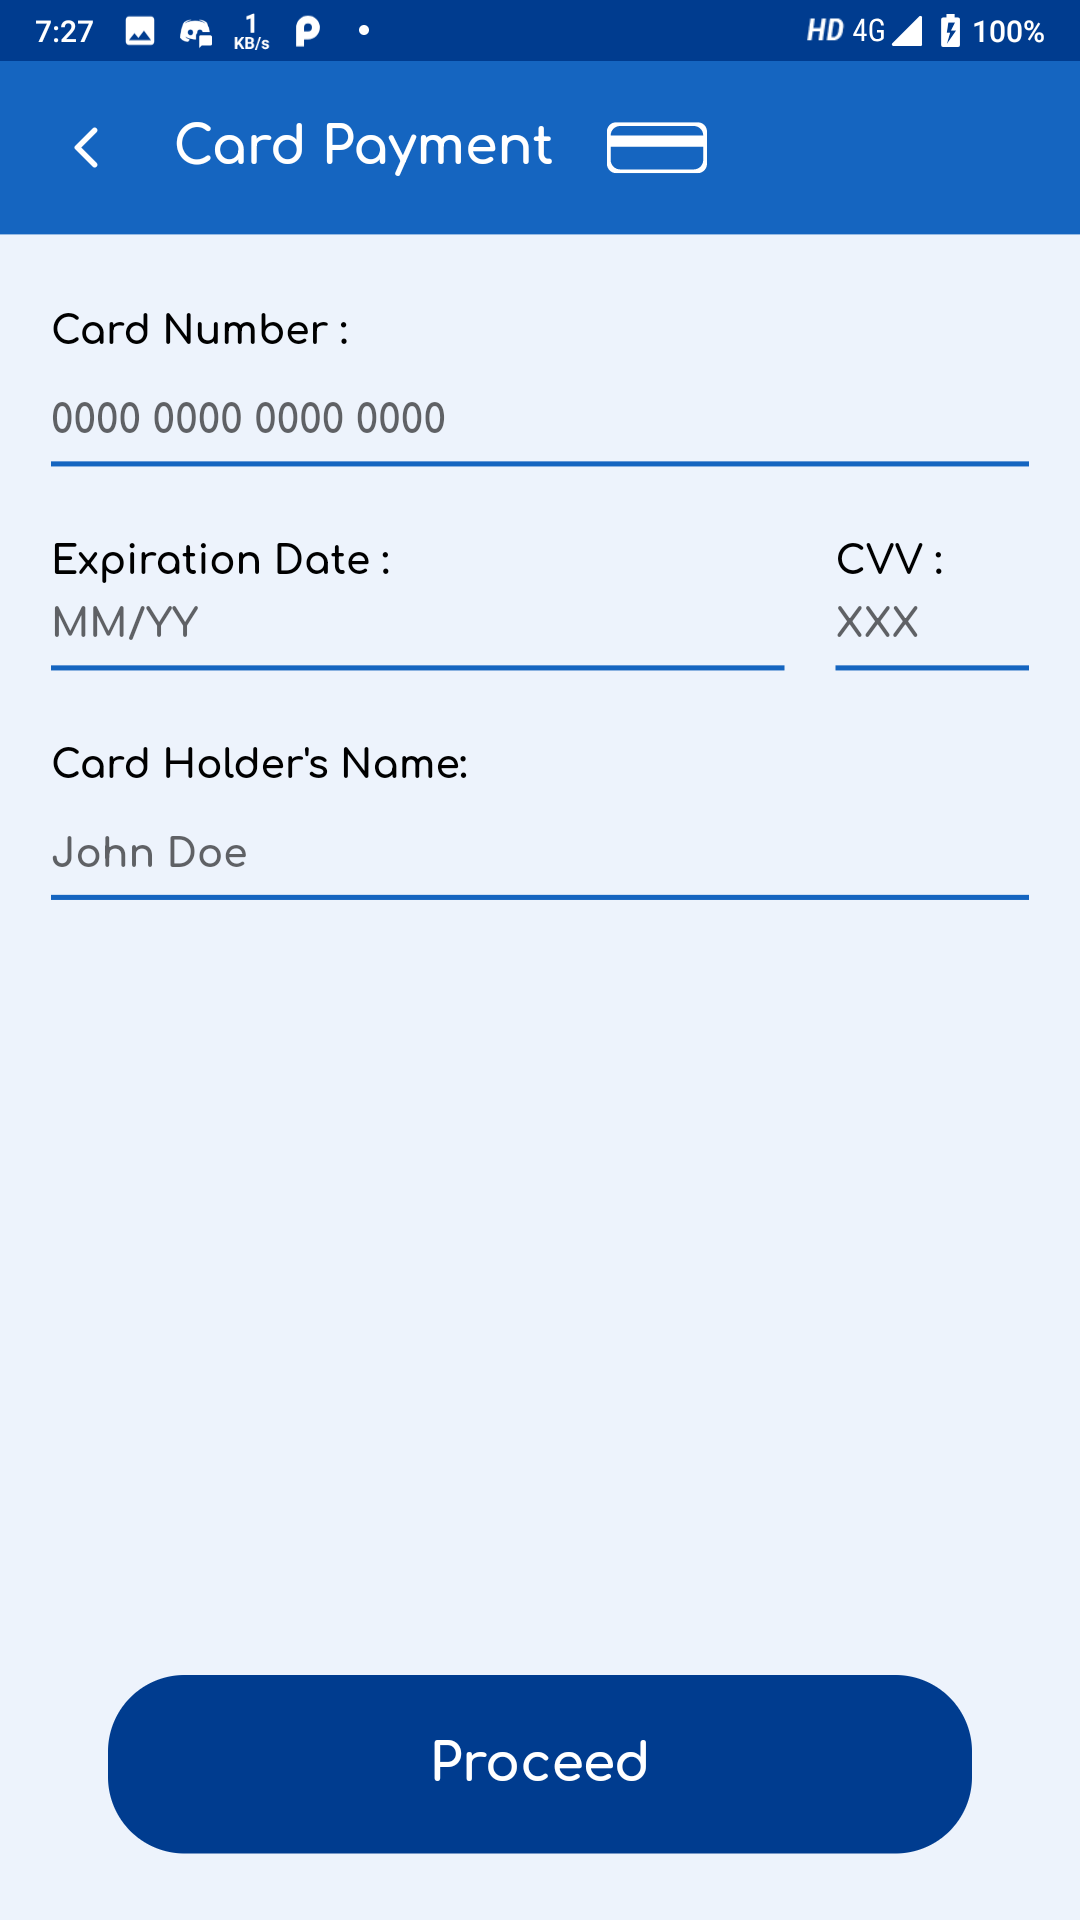 7:27 1 KB/s HD 4G 100%
Card Payment
Card Number :
0000 0000 0000 0000
Expiration Date : CVV :
MM/YY XXX
Card Holder's Name:
John Doe
Proceed